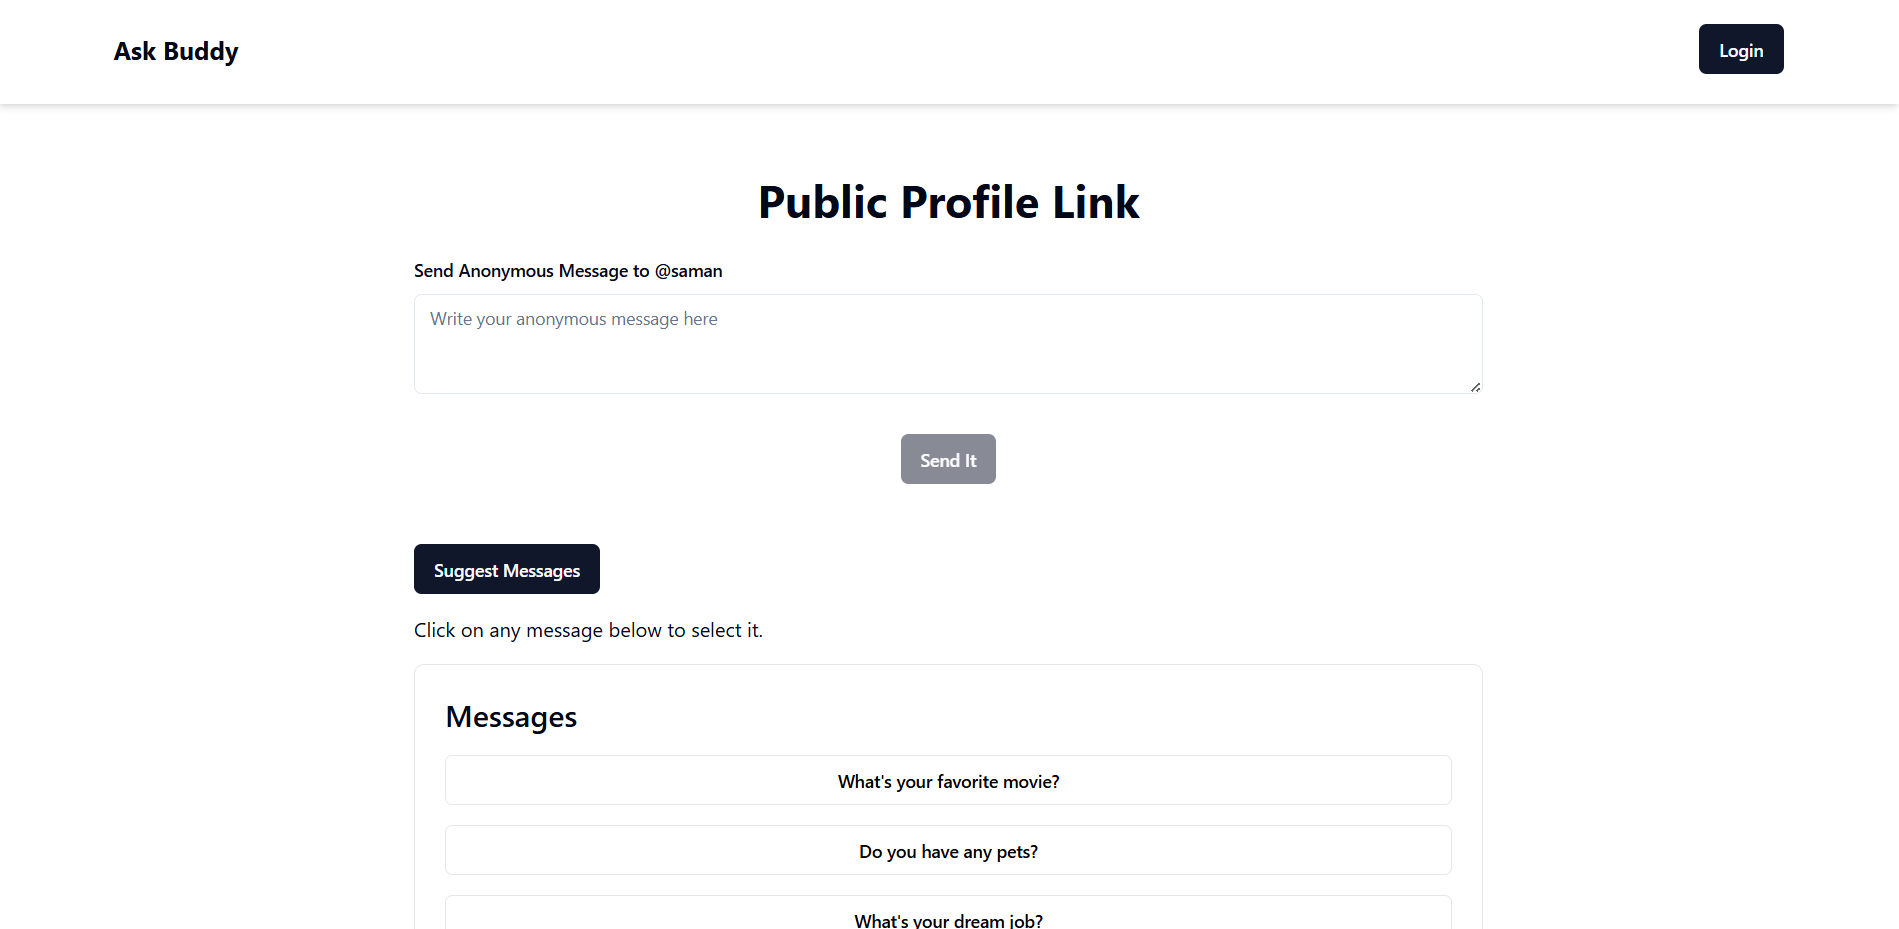 Ask Buddy
Login
Public Profile Link
Send Anonymous Message to @saman
Write your anonymous message here
Send It
Suggest Messages
Click on any message below to select it.
Messages
What's your favorite movie?
Do you have any pets?
What's your dream job?